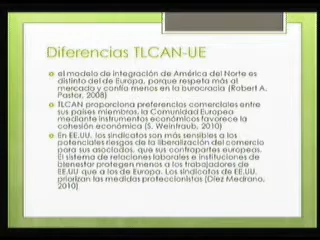 Diferencias TLCAN-UE
el modelo de integración de América del Norte es
distinto del de Europa, porque respeta más al
mercado y confía menos en la burocracia (Robert A.
Pastor, 2008)
TLCAN proporciona preferencias comerciales entre
sus países miembros, la Comunidad Europea
mediante instrumentos económicos favorece la
cohesión económica (S. Weintraub, 2010)
En EE.UU. los sindicatos son más sensibles a los
potenciales riesgos de la liberalización del comercio
para sus asociados, que sus contrapartes europeas.
El sistema de relaciones laborales e instituciones de
bienestar protegen menos a los trabajadores de
EE.UU que a los de Europa. Los sindicatos de EE.UU.
priorizan las medidas proteccionistas (Díez Medrano,
2010)